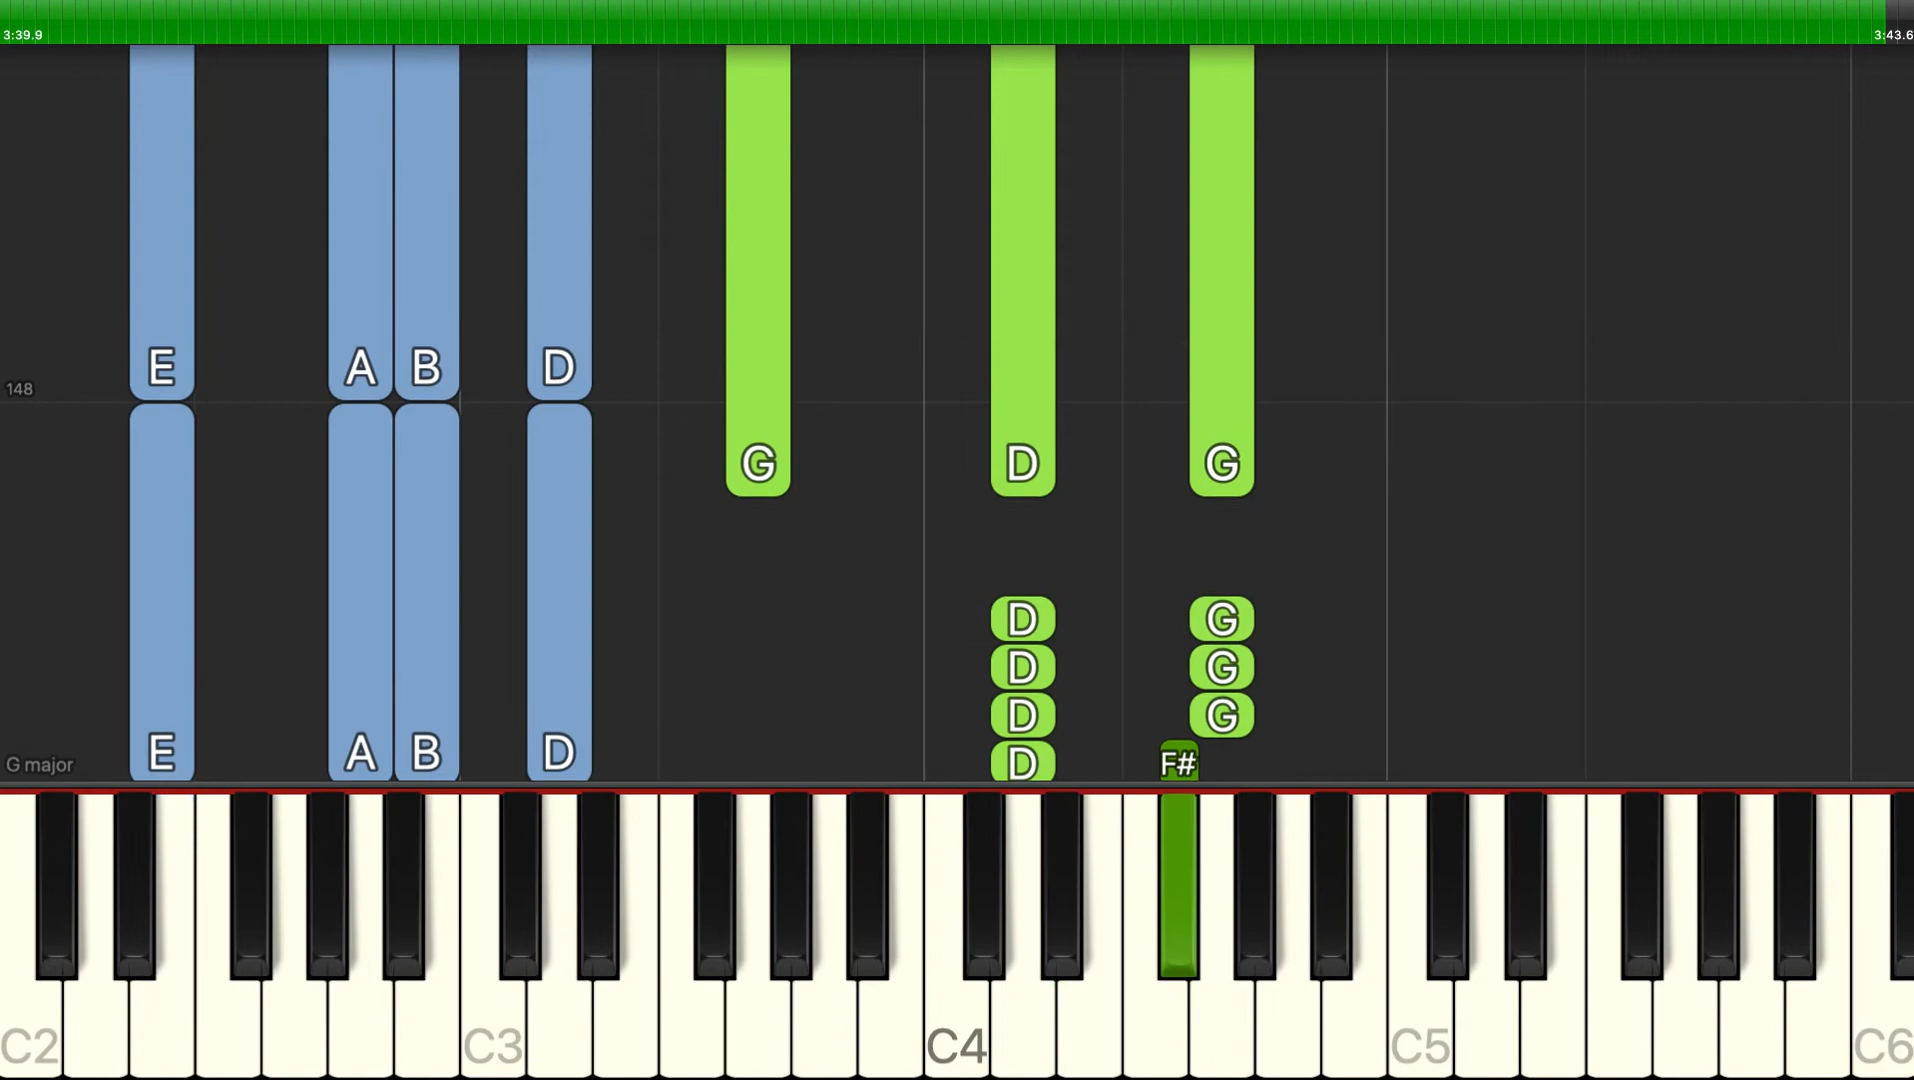 3:39.9 3:43.6
E A B D
148
G D G
D G
D G
D G
E A B D
G major D F#
C2 C3 C4 C5 C6